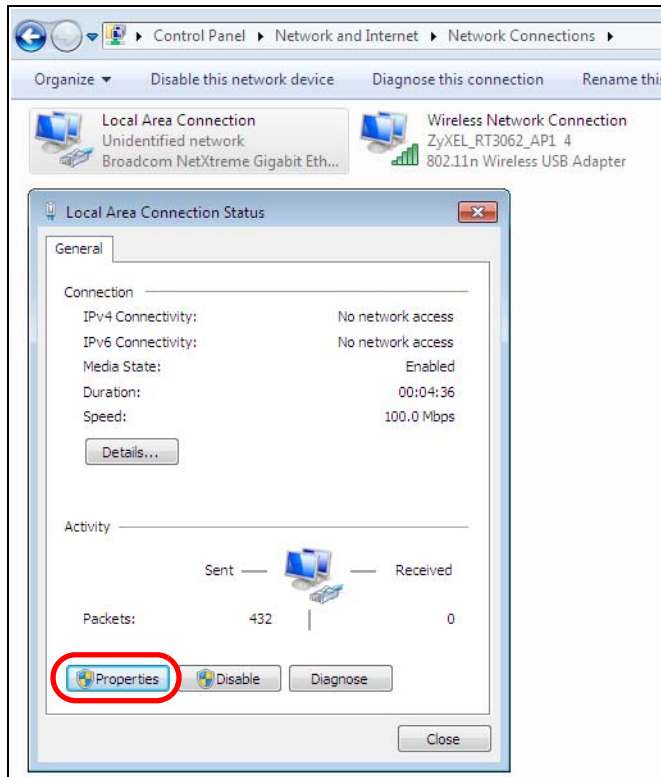 Control Panel ▸ Network and Internet ▸ Network Connections ▸
Organize ▾ Disable this network device Diagnose this connection Rename this
Local Area Connection
Unidentified network
Broadcom NetXtreme Gigabit Eth...
Wireless Network Connection
ZyXEL_RT3062_AP1 4
802.11n Wireless USB Adapter
Local Area Connection Status
General
Connection
IPv4 Connectivity: No network access
IPv6 Connectivity: No network access
Media State: Enabled
Duration: 00:04:36
Speed: 100.0 Mbps
Details...
Activity
Sent Received
Packets: 432 0
Properties Disable Diagnose
Close